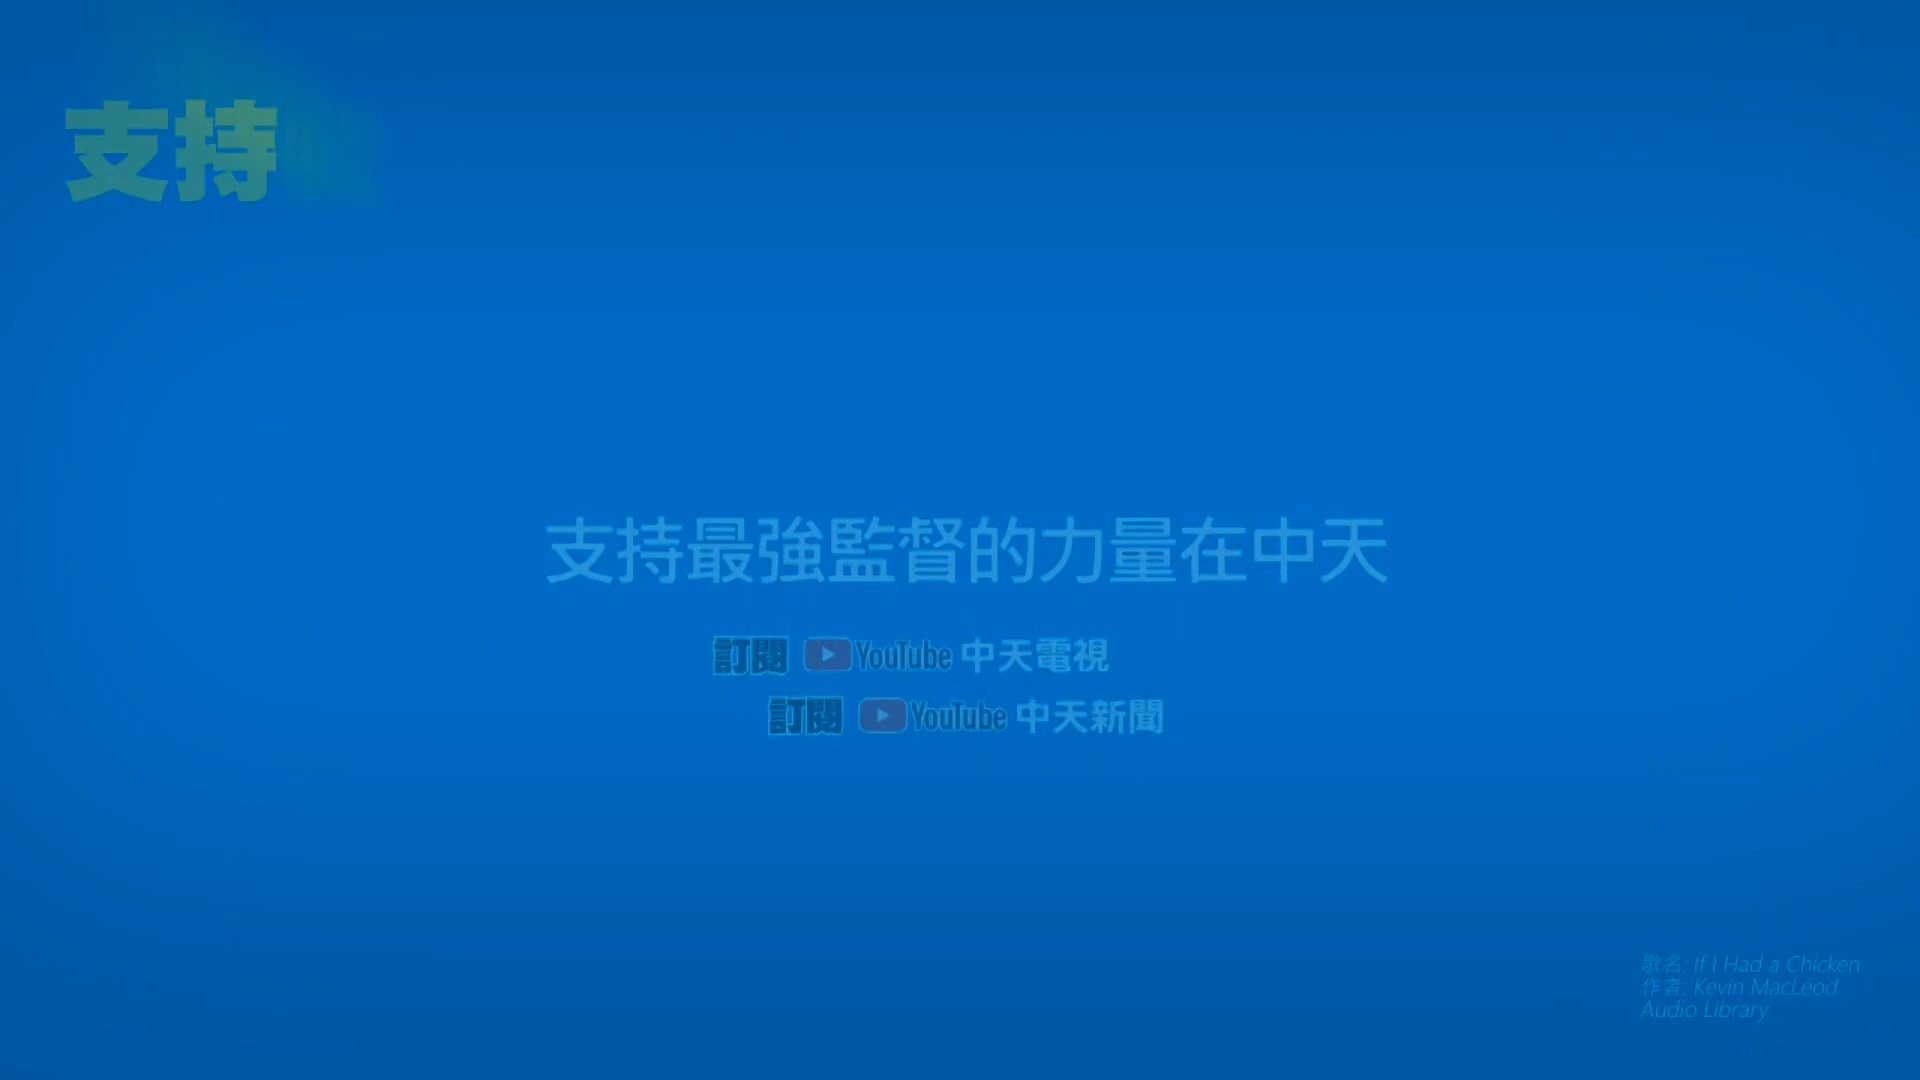 支持
支持最強監督的力量在中天
訂閱 YouTube 中天電視
訂閱 YouTube 中天新聞
歌名: If I Had a Chicken
作者: Kevin MacLeod
Audio Library